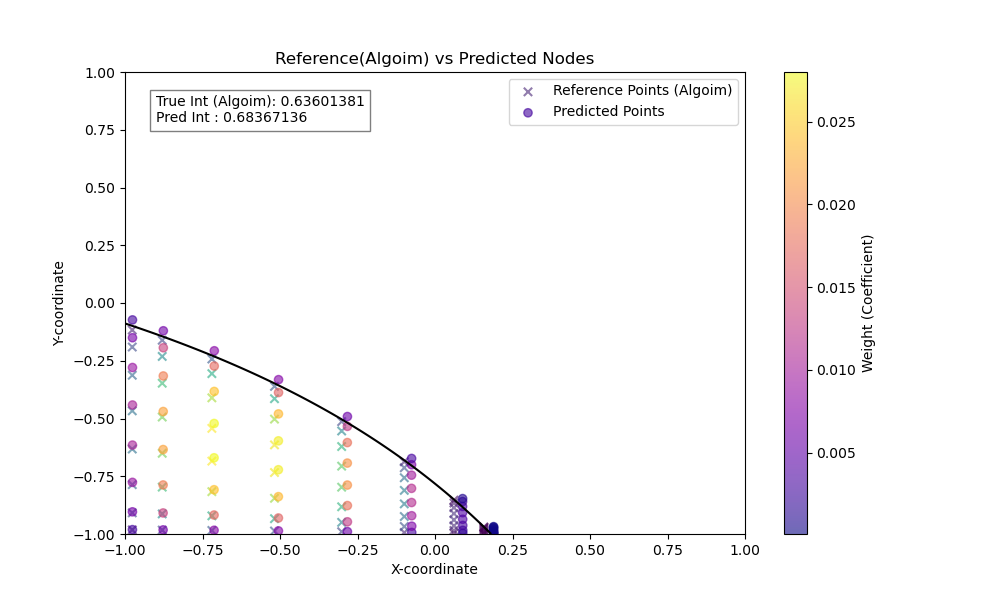 Reference(Algoim) vs Predicted Nodes
True Int (Algoim): 0.63601381
Pred Int : 0.68367136
Reference Points (Algoim)
Predicted Points
1.00
0.75
0.50
0.25
0.00
−0.25
−0.50
−0.75
−1.00
Y-coordinate
−1.00 −0.75 −0.50 −0.25 0.00 0.25 0.50 0.75 1.00
X-coordinate
0.025
0.020
0.015
0.010
0.005
Weight (Coefficient)